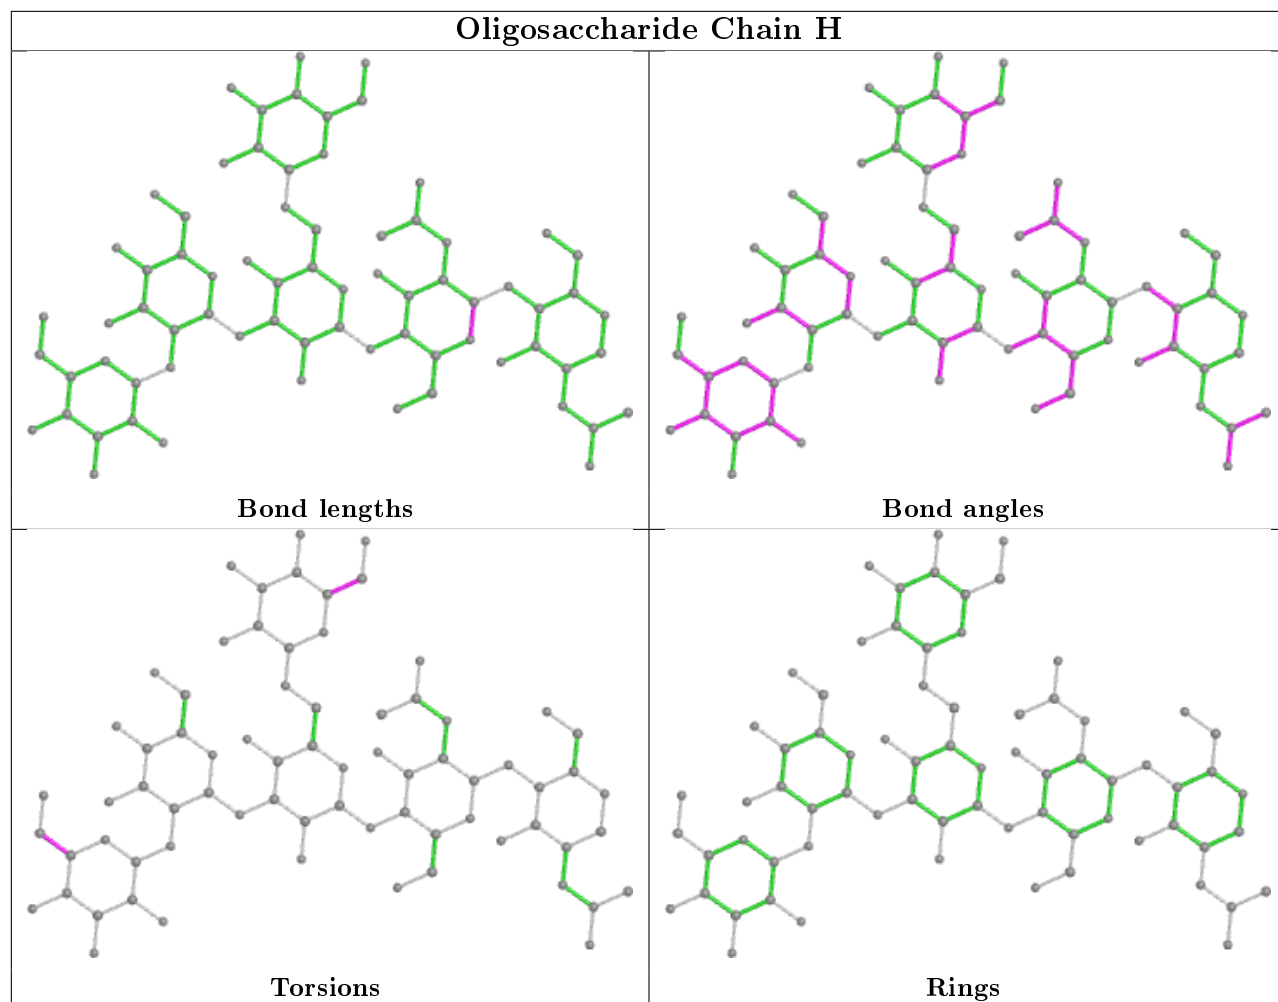 Oligosaccharide Chain H
Bond lengths
Bond angles
Torsions
Rings